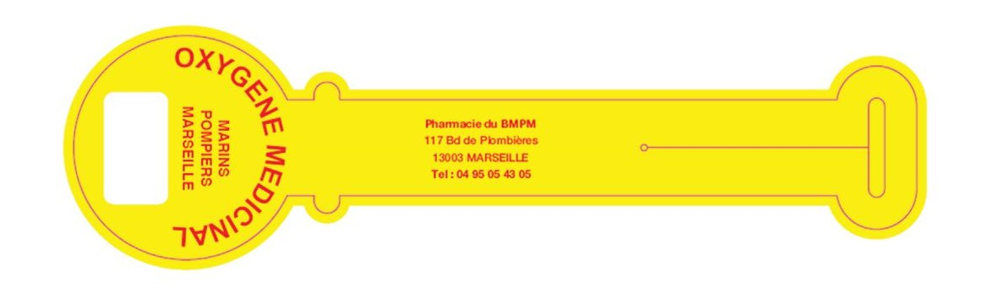 OXYGENE MEDICINAL
MARINS
POMPIERS
MARSEILLE
Pharmacie du BMPM
117 Bd de Plombières
13003 MARSEILLE
Tel : 04 95 05 43 05